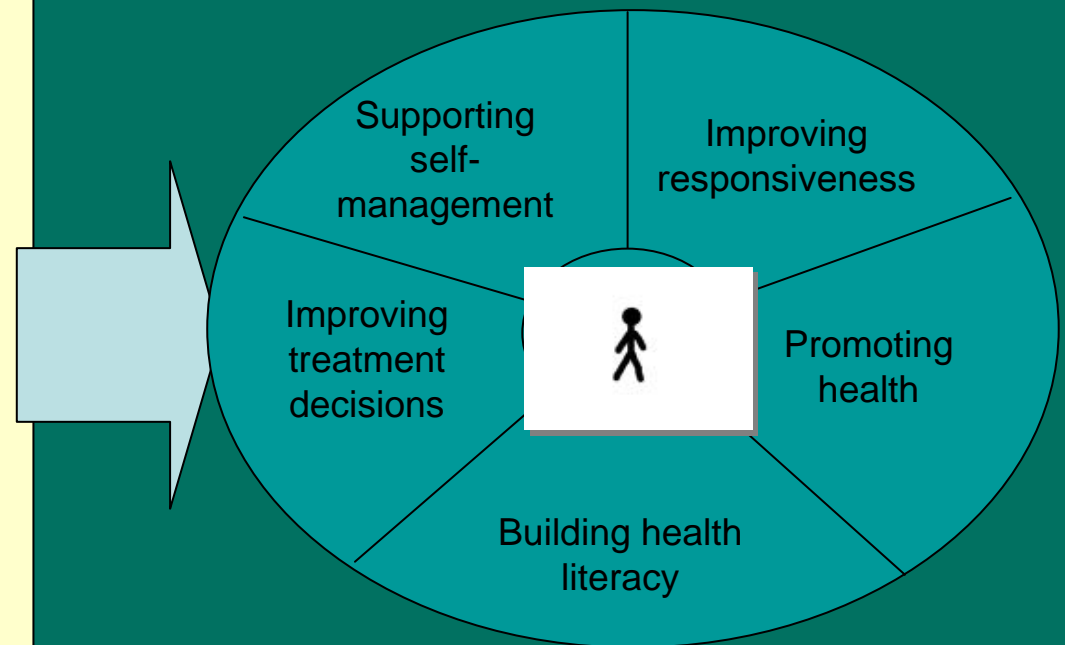 Supporting
self-
management
Improving
responsiveness
Improving
treatment
decisions
Promoting
health
Building health
literacy